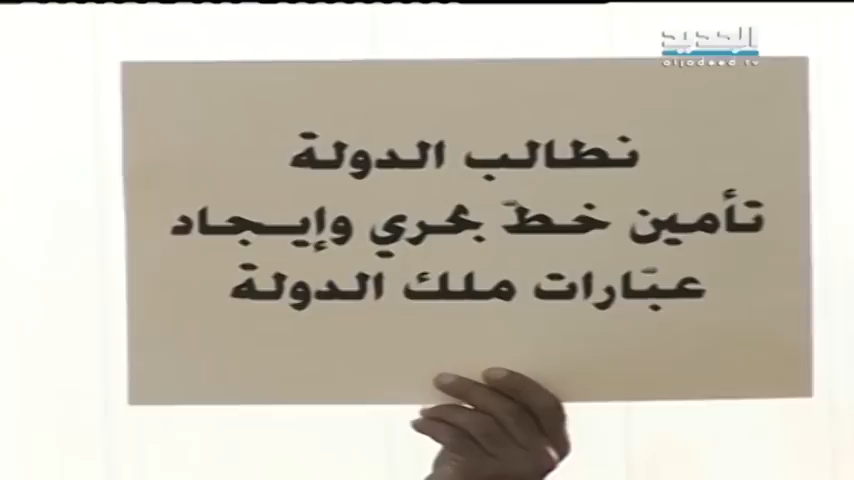 الجديد
aljadeed tv
نطالب الدولة
تأمين خطّ بحري وإيجاد
عبّارات ملك الدولة